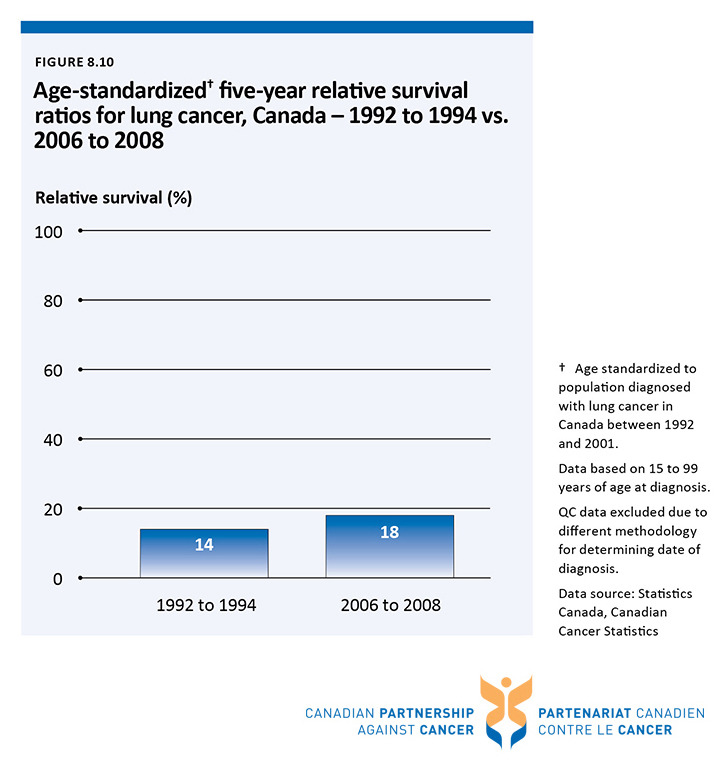 FIGURE 8.10
Age-standardized† five-year relative survival
ratios for lung cancer, Canada – 1992 to 1994 vs.
2006 to 2008
Relative survival (%)
100
80
60
40
20
0
14
18
1992 to 1994
2006 to 2008
† Age standardized to
population diagnosed
with lung cancer in
Canada between 1992
and 2001.
Data based on 15 to 99
years of age at diagnosis.
QC data excluded due to
different methodology
for determining date of
diagnosis.
Data source: Statistics
Canada, Canadian
Cancer Statistics
CANADIAN PARTNERSHIP
AGAINST CANCER
PARTENARIAT CANADIEN
CONTRE LE CANCER